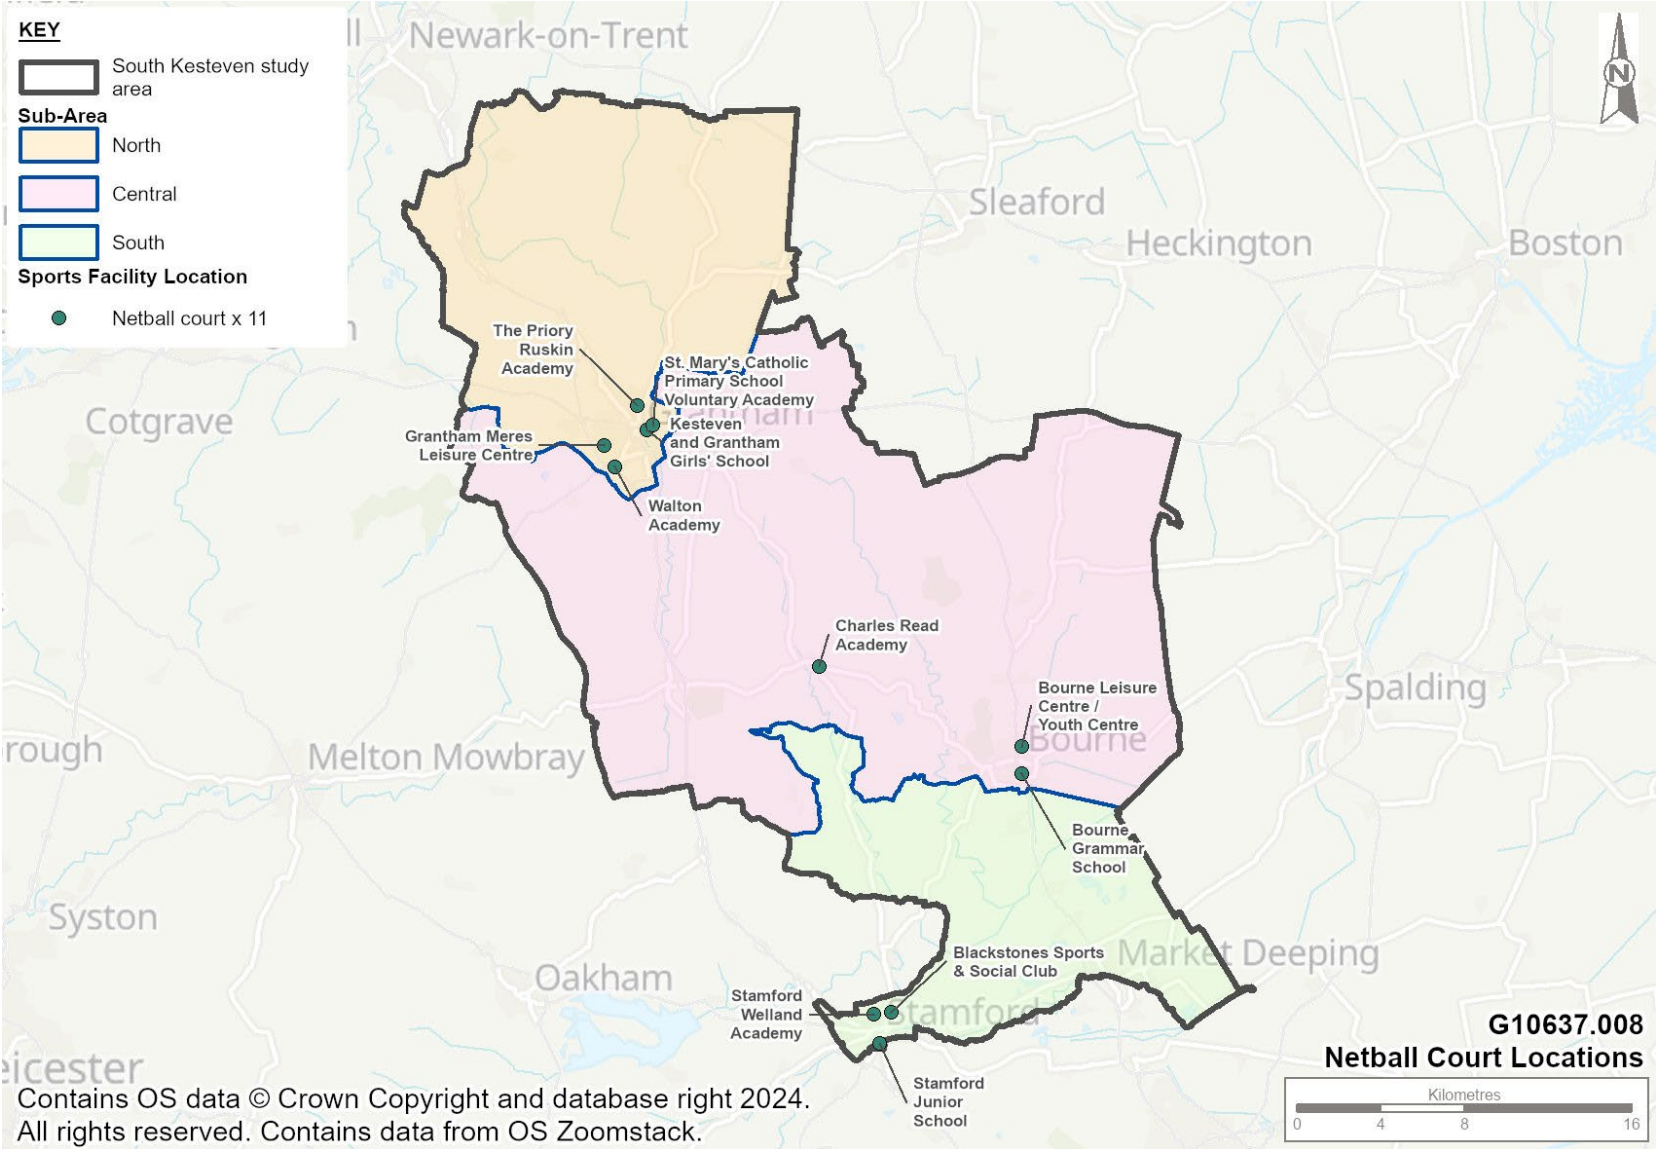 KEY
South Kesteven study
area
Sub-Area
North
Central
South
Sports Facility Location
Netball court x 11
Newark-on-Trent
N
Sleaford
Heckington
Boston
Cotgrave
The Priory
Ruskin
Academy
St. Mary's Catholic
Primary School
Voluntary Academy
Grantham
Kesteven
and Grantham
Girls' School
Grantham Meres
Leisure Centre
Walton
Academy
Charles Read
Academy
Bourne Leisure
Centre /
Youth Centre
Bourne
Spalding
rough
Melton Mowbray
Bourne
Grammar
School
Syston
Oakham
Blackstones Sports
& Social Club
Market Deeping
Stamford
Welland
Academy
Stamford
Stamford
Junior
School
eicester
G10637.008
Netball Court Locations
Kilometres
0 4 8 16
Contains OS data © Crown Copyright and database right 2024.
All rights reserved. Contains data from OS Zoomstack.